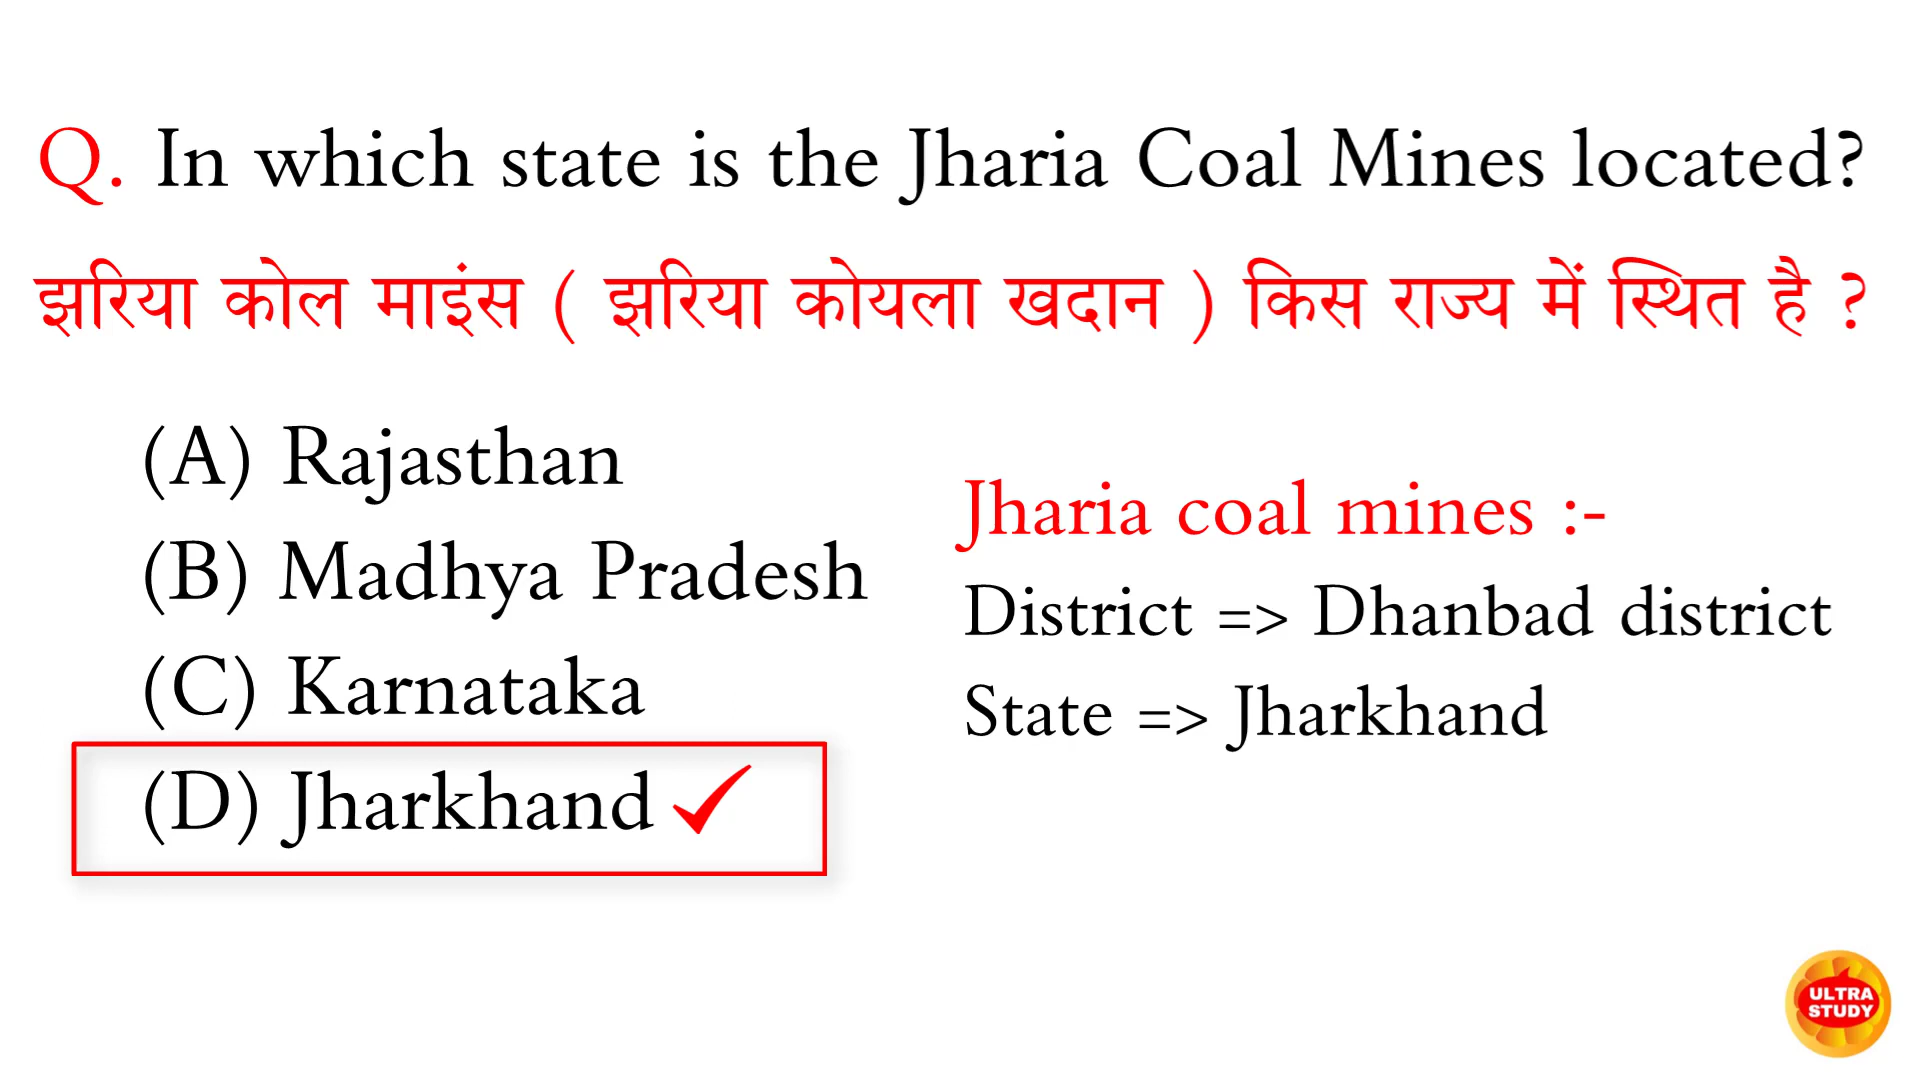 Q. In which state is the Jharia Coal Mines located?
झरिया कोल माइंस ( झरिया कोयला खदान ) किस राज्य में स्थित है ?
(A) Rajasthan
(B) Madhya Pradesh
(C) Karnataka
(D) Jharkhand
Jharia coal mines :-
District => Dhanbad district
State => Jharkhand
ULTRA
STUDY